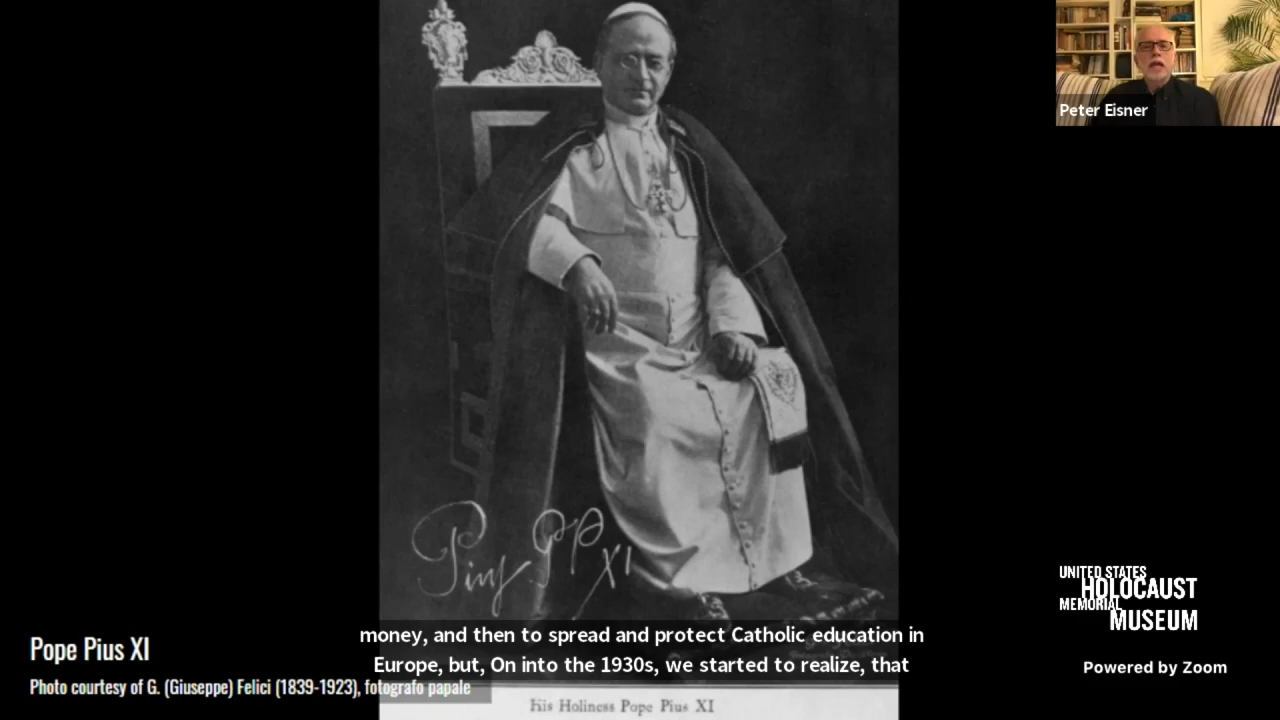 Peter Eisner
Pius PP XI
UNITED STATES
HOLOCAUST
MEMORIAL
MUSEUM
money, and then to spread and protect Catholic education in
Europe, but, On into the 1930s, we started to realize, that
Pope Pius XI
Photo courtesy of G. (Giuseppe) Felici (1839-1923), fotografo papale
Powered by Zoom
His Holiness Pope Pius XI